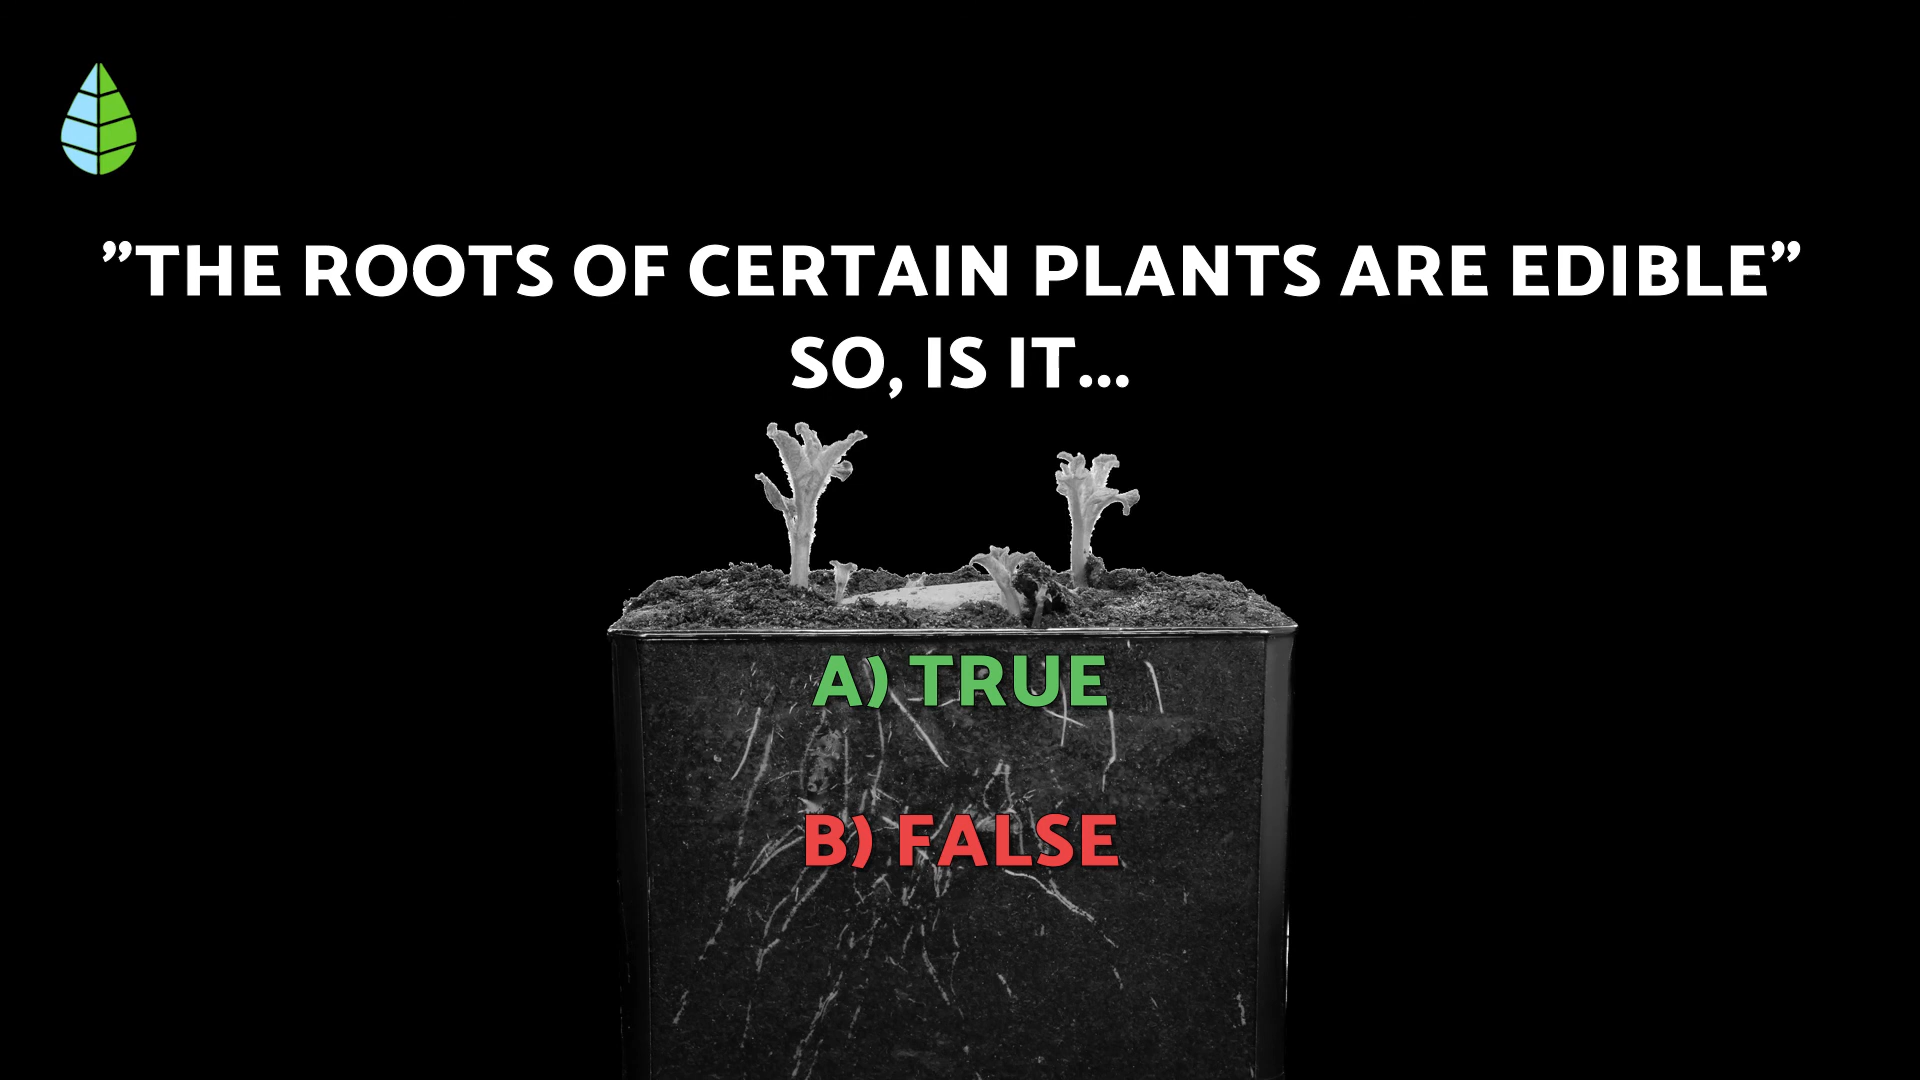 ”THE ROOTS OF CERTAIN PLANTS ARE EDIBLE”
SO, IS IT...
A) TRUE
B) FALSE